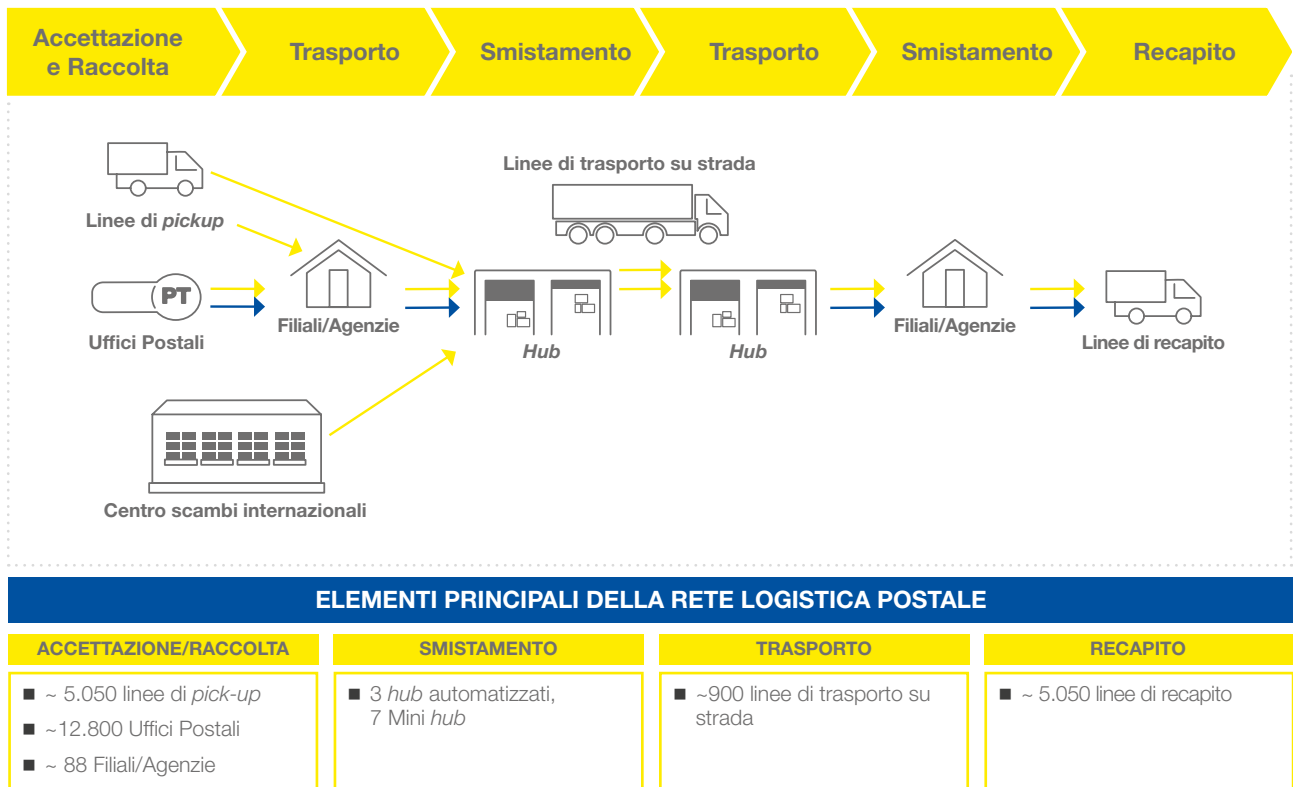 Accettazione
e Raccolta
Trasporto
Smistamento
Trasporto
Smistamento
Recapito
Linee di trasporto su strada
Linee di pickup
PT
Uffici Postali
Filiali/Agenzie
Hub
Hub
Filiali/Agenzie
Linee di recapito
Centro scambi internazionali
ELEMENTI PRINCIPALI DELLA RETE LOGISTICA POSTALE
ACCETTAZIONE/RACCOLTA
■ ~ 5.050 linee di pick-up
■ ~12.800 Uffici Postali
■ ~ 88 Filiali/Agenzie
SMISTAMENTO
■ 3 hub automatizzati,
7 Mini hub
TRASPORTO
■ ~900 linee di trasporto su
strada
RECAPITO
■ ~ 5.050 linee di recapito